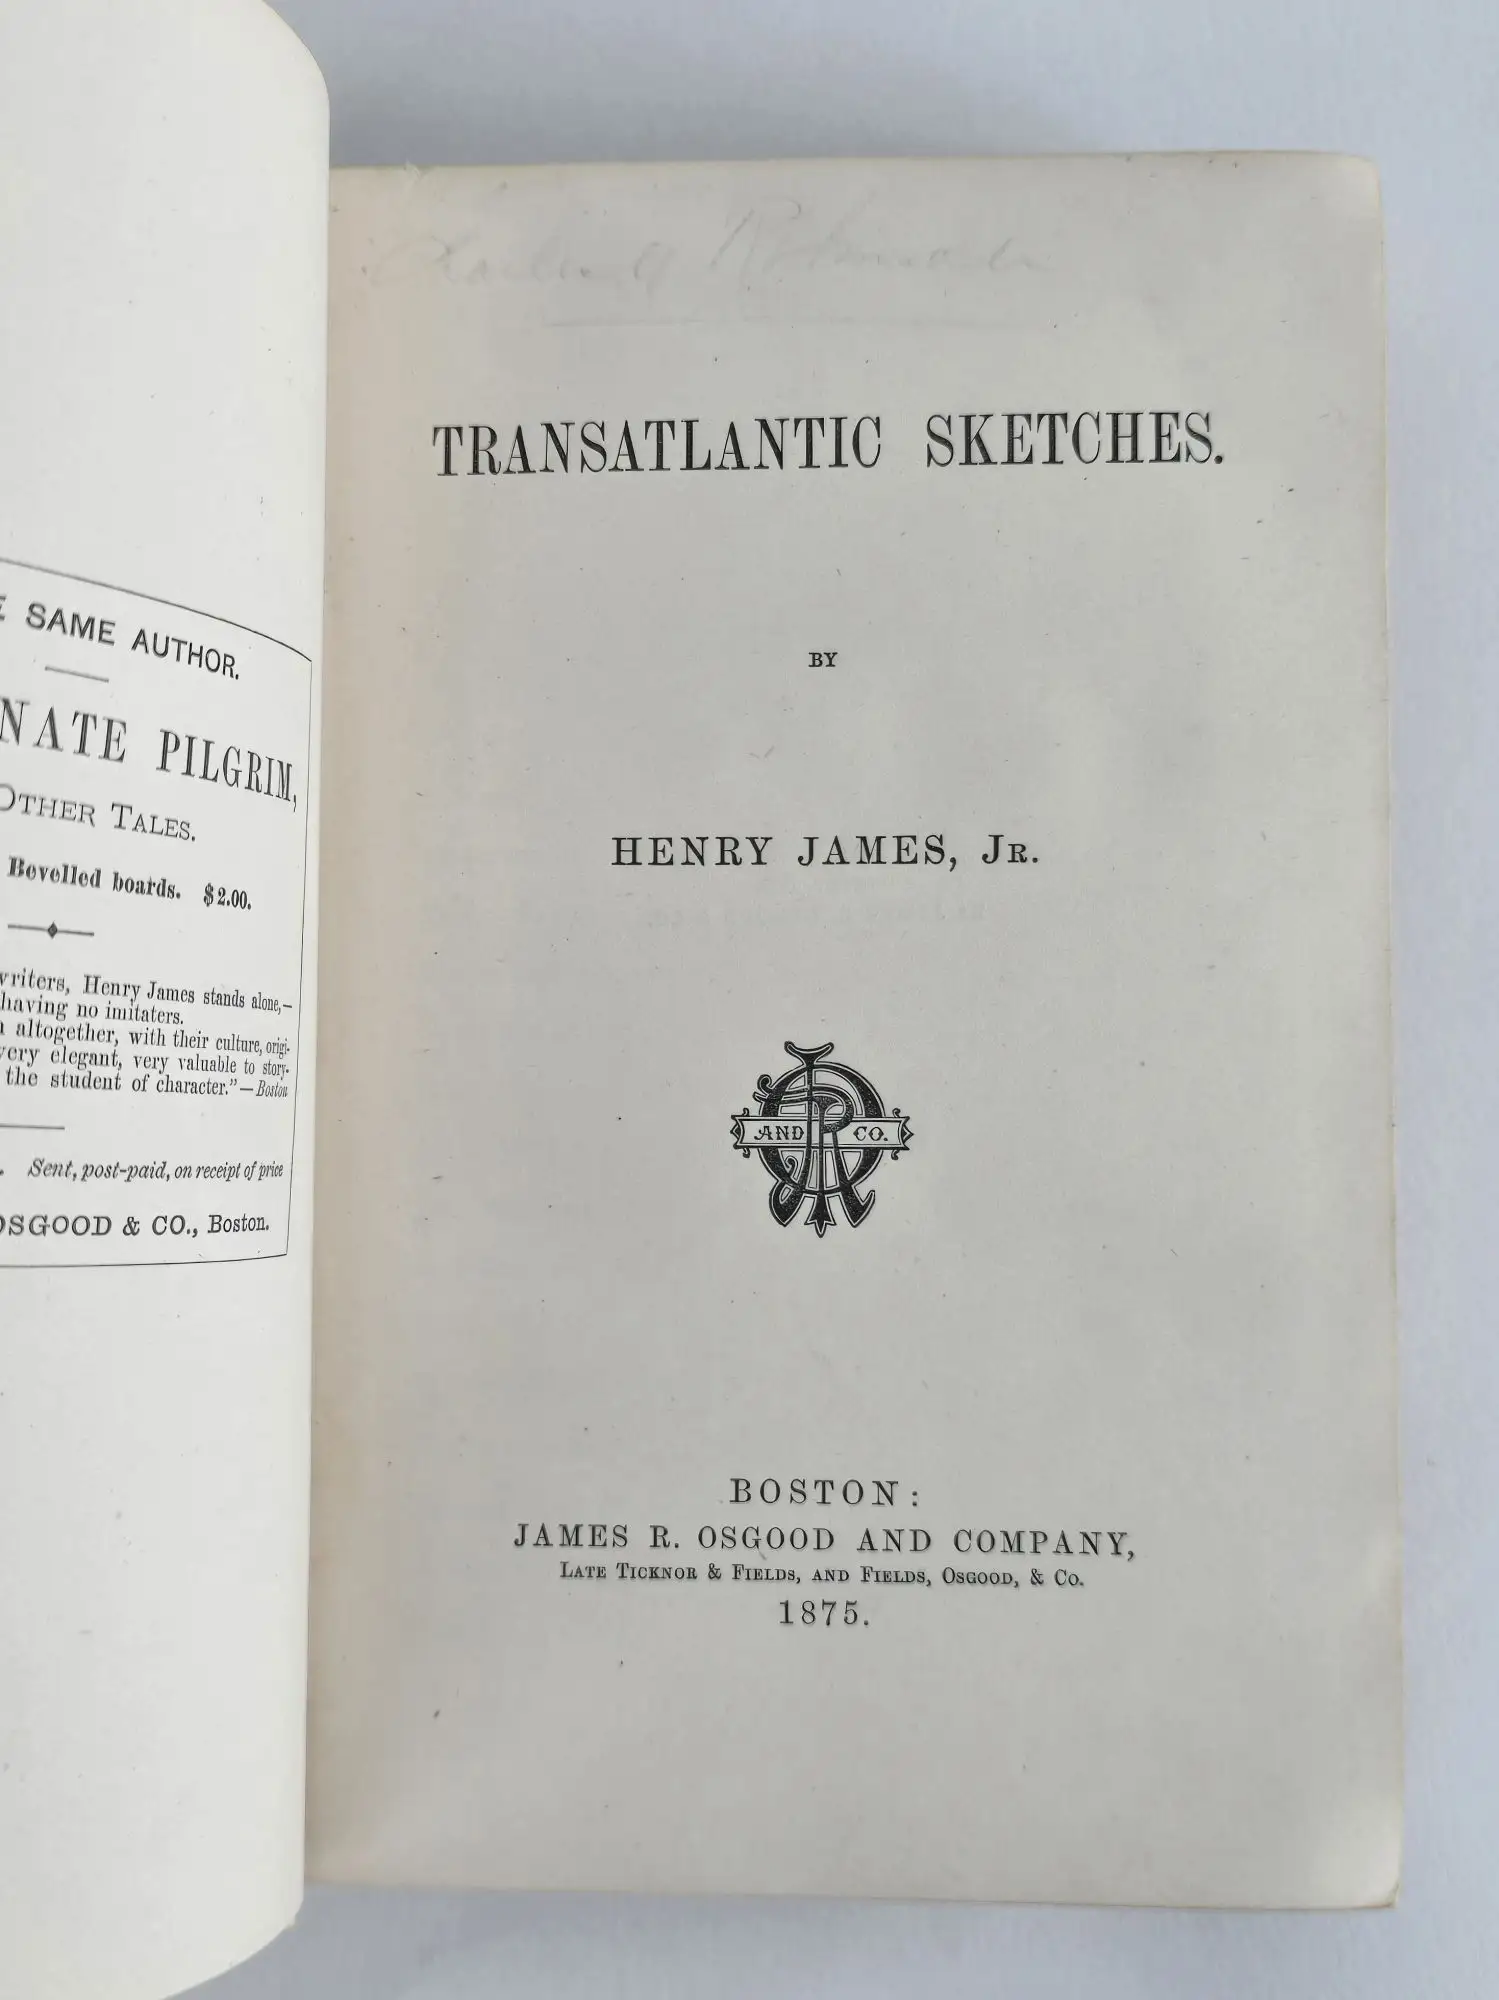 SAME AUTHOR.
NATE PILGRIM,
OTHER TALES.
Bevelled boards. $2.00.
writers, Henry James stands alone,—
having no imitaters.
altogether, with their culture, origi-
very elegant, very valuable to story-
the student of character."—Boston
Sent, post-paid, on receipt of price
OSGOOD & CO., Boston.
TRANSATLANTIC SKETCHES.
BY
HENRY JAMES, JR.
AND CO.
BOSTON:
JAMES R. OSGOOD AND COMPANY,
LATE TICKNOR & FIELDS, AND FIELDS, OSGOOD, & CO.
1875.